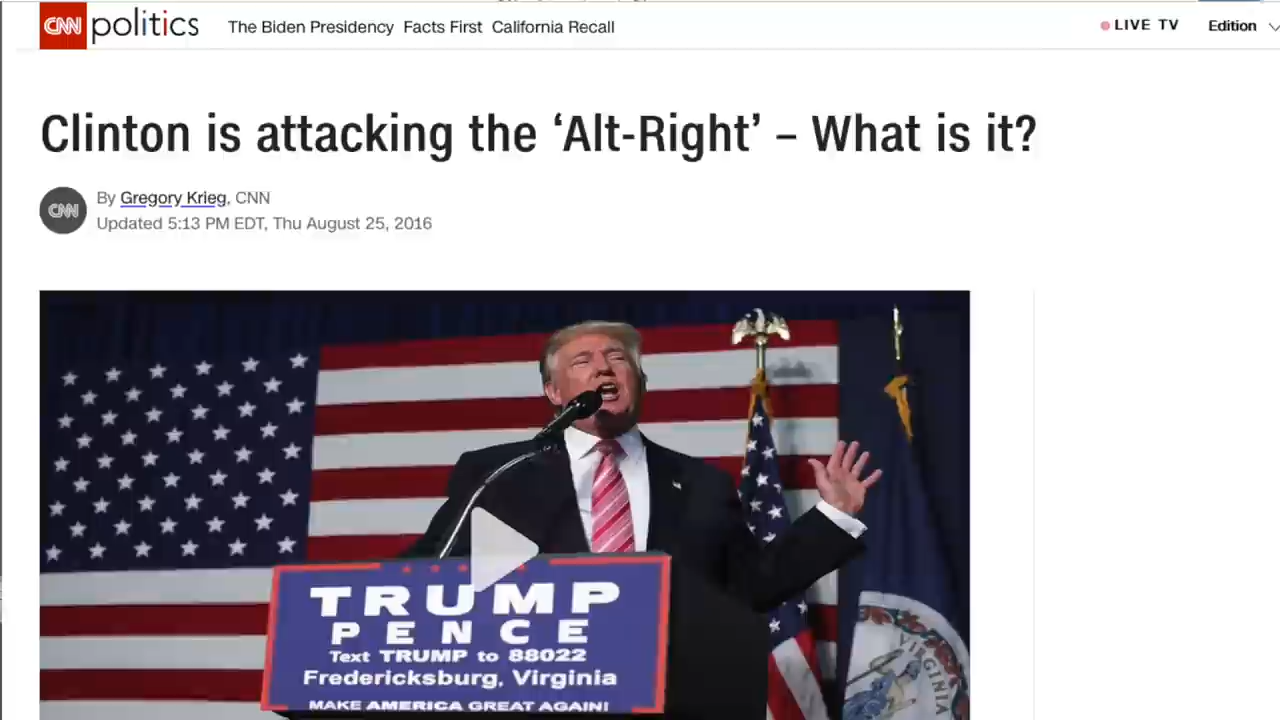 CNN politics The Biden Presidency Facts First California Recall LIVE TV Edition
Clinton is attacking the ‘Alt-Right’ – What is it?
CNN By Gregory Krieg, CNN
Updated 5:13 PM EDT, Thu August 25, 2016
TRUMP
PENCE
Text TRUMP to 88022
Fredericksburg, Virginia
MAKE AMERICA GREAT AGAIN!
VIRGINIA